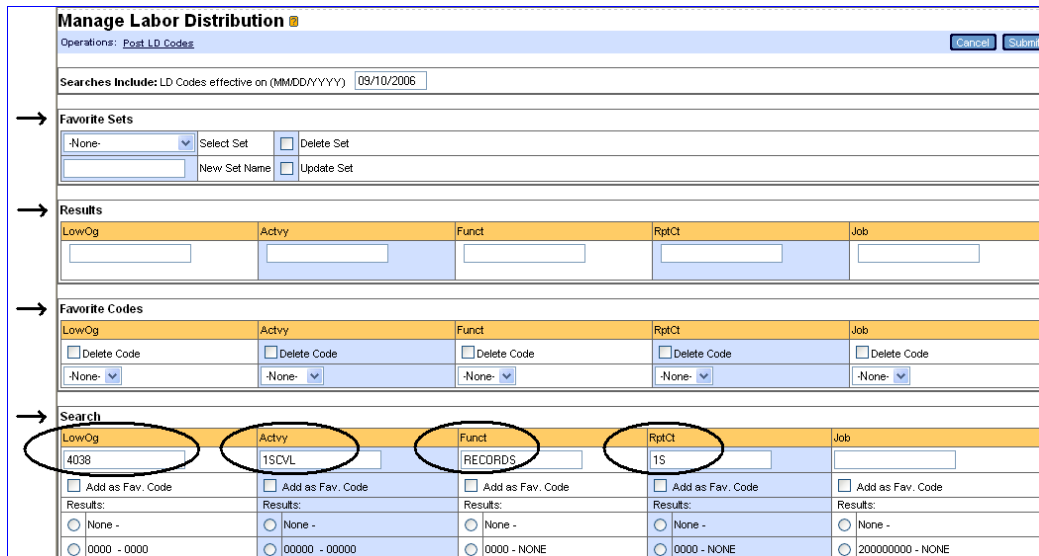 Manage Labor Distribution ?
Operations: Post LD Codes Cancel Submi
Searches Include: LD Codes effective on (MM/DD/YYYY) 09/10/2006
Favorite Sets
-None- Select Set Delete Set
New Set Name Update Set
Results
LowOg Actvy Funct RptCt Job
Favorite Codes
LowOg Actvy Funct RptCt Job
Delete Code Delete Code Delete Code Delete Code Delete Code
-None- -None- -None- -None- -None-
Search
LowOg Actvy Funct RptCt Job
4038 1SCVL RECORDS 1S
Add as Fav. Code Add as Fav. Code Add as Fav. Code Add as Fav. Code Add as Fav. Code
Results: Results: Results: Results: Results:
None - None - None - None - None -
0000 - 0000 00000 - 00000 0000 - NONE 0000 - NONE 200000000 - NONE